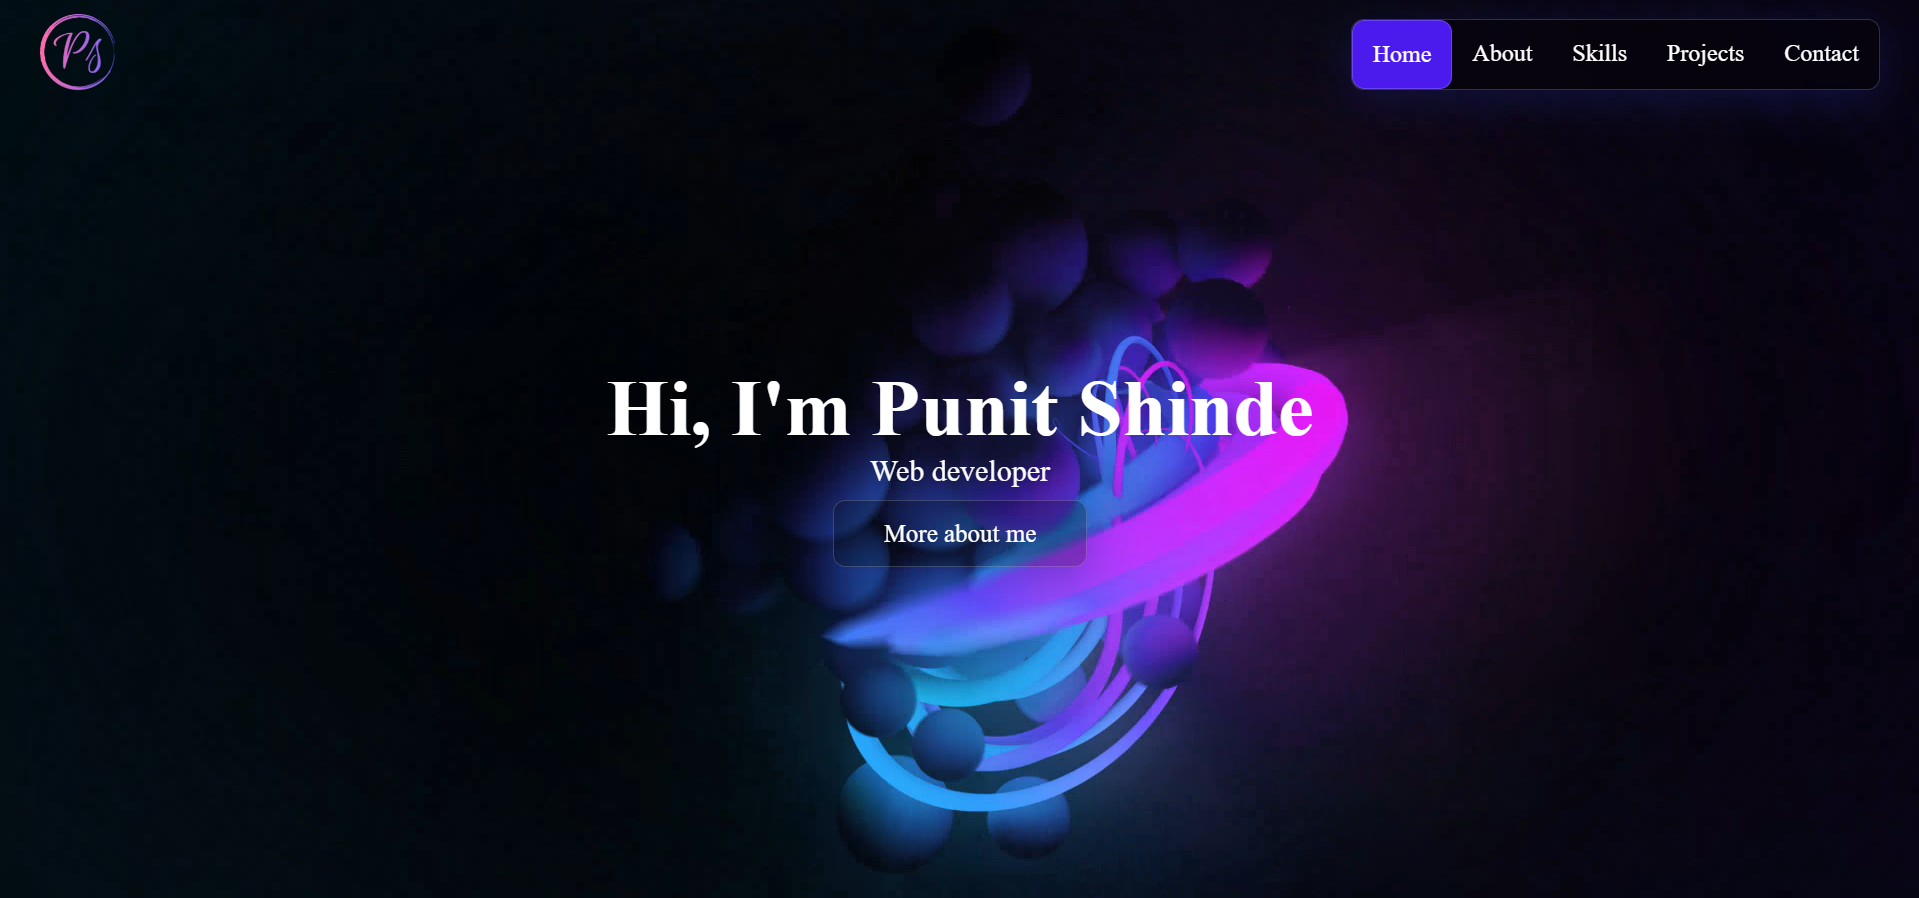 Ps
Home About Skills Projects Contact
Hi, I'm Punit Shinde
Web developer
More about me